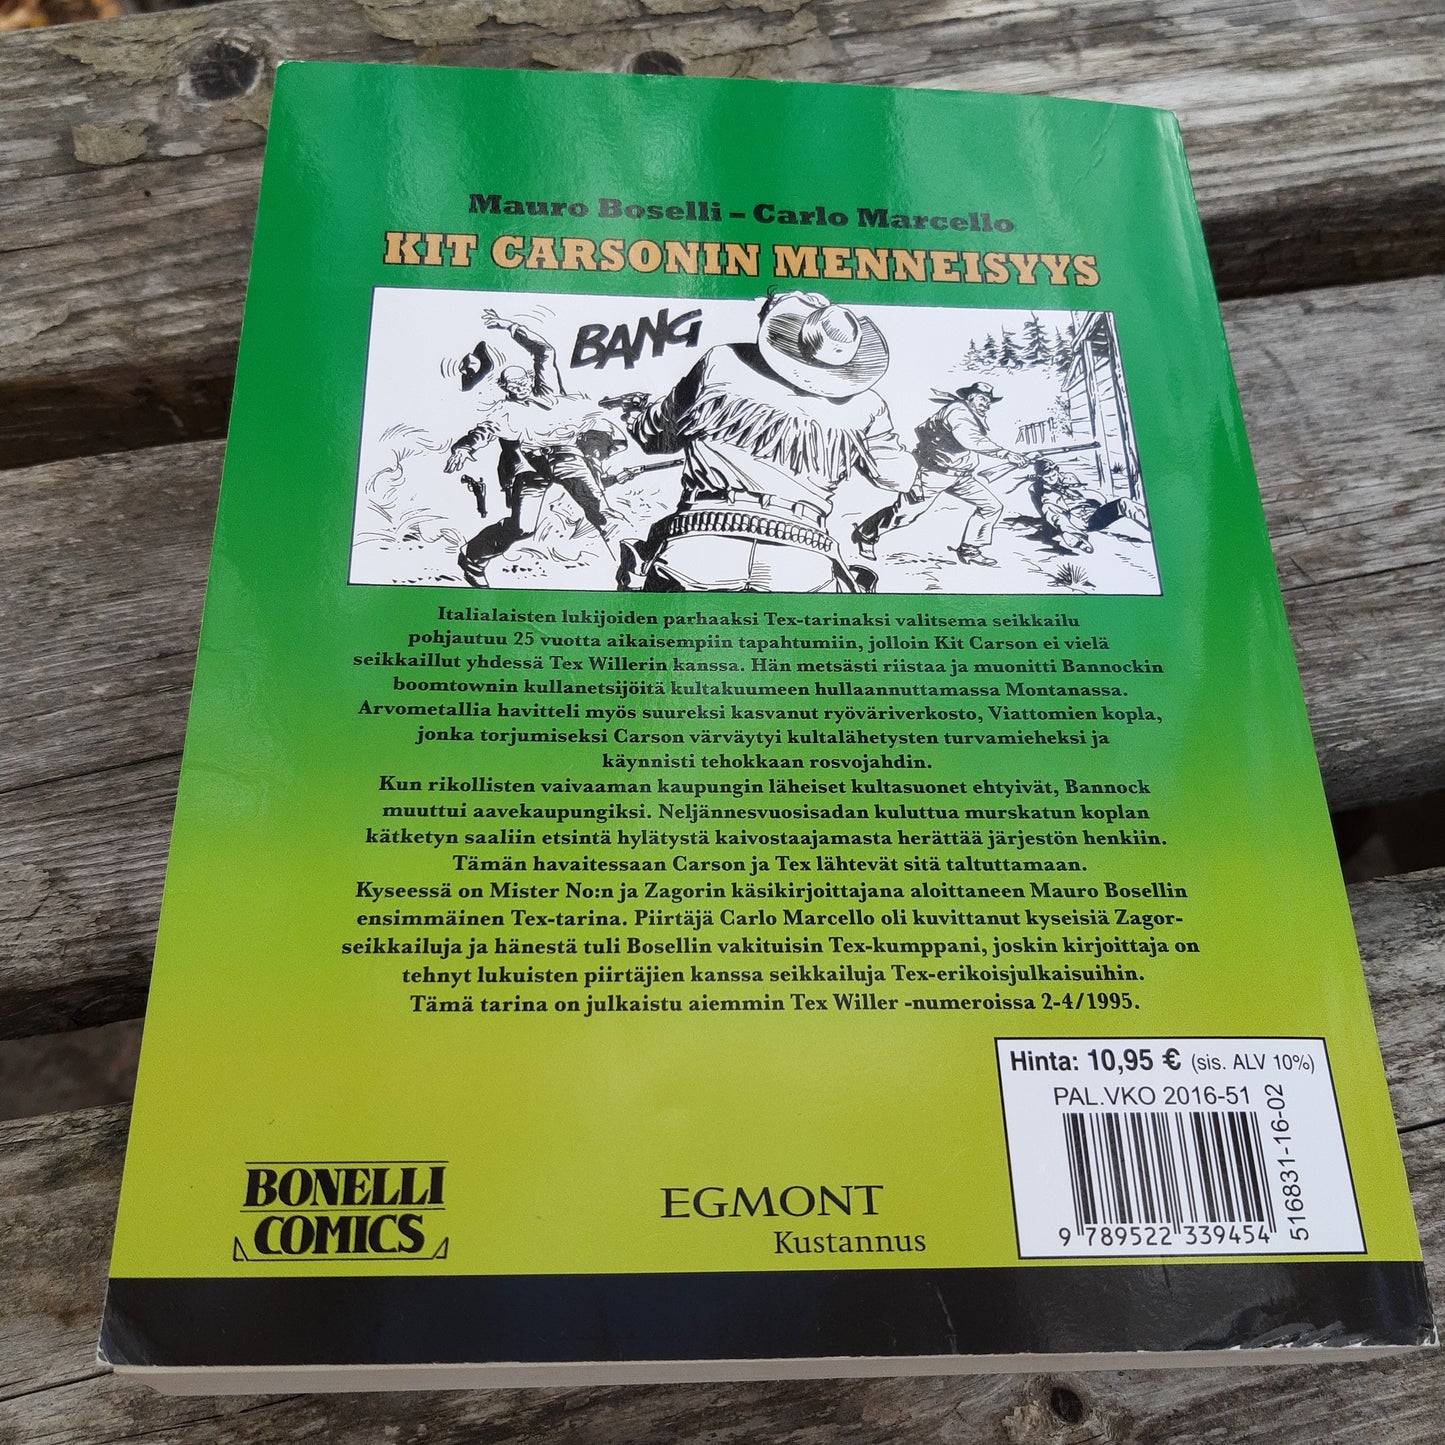 Mauro Boselli – Carlo Marcello
KIT CARSONIN MENNEISYYS
BANG
Italialaisten lukijoiden parhaaksi Tex-tarinaksi valitsema seikkailu
pohjautuu 25 vuotta aikaisempiin tapahtumiin, jolloin Kit Carson ei vielä
seikkaillut yhdessä Tex Willerin kanssa. Hän metsästi riistaa ja muonitti Bannockin
boomtownin kullanetsijöitä kultakuumeen hullaannuttamassa Montanassa.
Arvometallia havitteli myös suureksi kasvanut ryöväriverkosto, Viattomien kopla,
jonka torjumiseksi Carson värväytyi kultalähetysten turvamieheksi ja
käynnisti tehokkaan rosvojahdin.
Kun rikollisten vaivaaman kaupungin läheiset kultasuonet ehtyivät, Bannock
muuttui aavekaupungiksi. Neljännesvuosisadan kuluttua murskatun koplan
kätketyn saaliin etsintä hylätystä kaivostaajamasta herättää järjestön henkiin.
Tämän havaitessaan Carson ja Tex lähtevät sitä taltuttamaan.
Kyseessä on Mister No:n ja Zagorin käsikirjoittajana aloittaneen Mauro Bosellin
ensimmäinen Tex-tarina. Piirtäjä Carlo Marcello oli kuvittanut kyseisiä Zagor-
seikkailuja ja hänestä tuli Bosellin vakituisin Tex-kumppani, joskin kirjoittaja on
tehnyt lukuisten piirtäjien kanssa seikkailuja Tex-erikoisjulkaisuihin.
Tämä tarina on julkaistu aiemmin Tex Willer -numeroissa 2-4/1995.
Hinta: 10,95 € (sis. ALV 10%)
PAL.VKO 2016-51
516831-16-02
9 789522 339454
BONELLI
COMICS
EGMONT
Kustannus